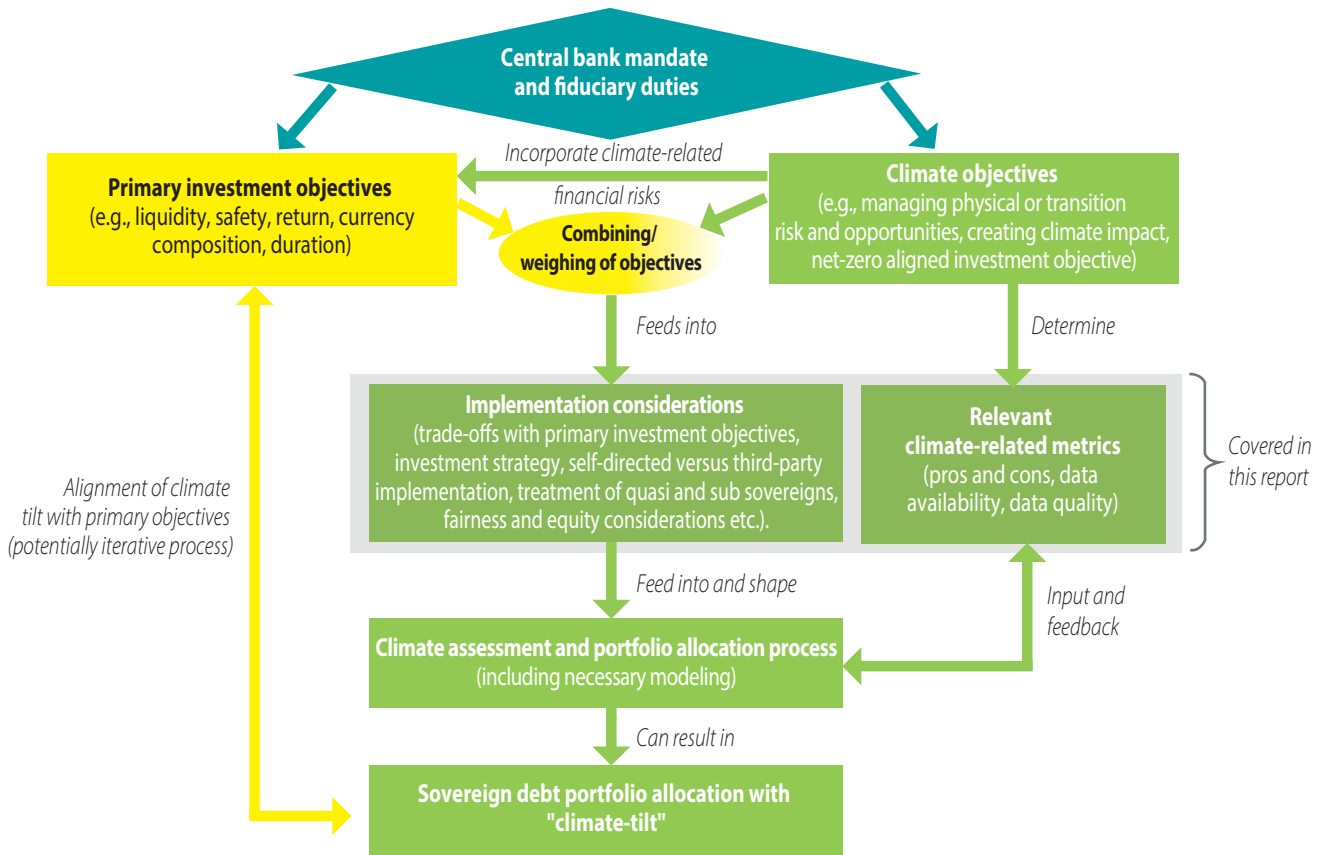 Central bank mandate
and fiduciary duties
Incorporate climate-related
financial risks
Primary investment objectives
(e.g., liquidity, safety, return, currency
composition, duration)
Climate objectives
(e.g., managing physical or transition
risk and opportunities, creating climate impact,
net-zero aligned investment objective)
Combining/
weighing of objectives
Feeds into
Determine
Implementation considerations
(trade-offs with primary investment objectives,
investment strategy, self-directed versus third-party
implementation, treatment of quasi and sub sovereigns,
fairness and equity considerations etc.).
Relevant
climate-related metrics
(pros and cons, data
availability, data quality)
Covered in
this report
Alignment of climate
tilt with primary objectives
(potentially iterative process)
Feed into and shape
Input and
feedback
Climate assessment and portfolio allocation process
(including necessary modeling)
Can result in
Sovereign debt portfolio allocation with
"climate-tilt"